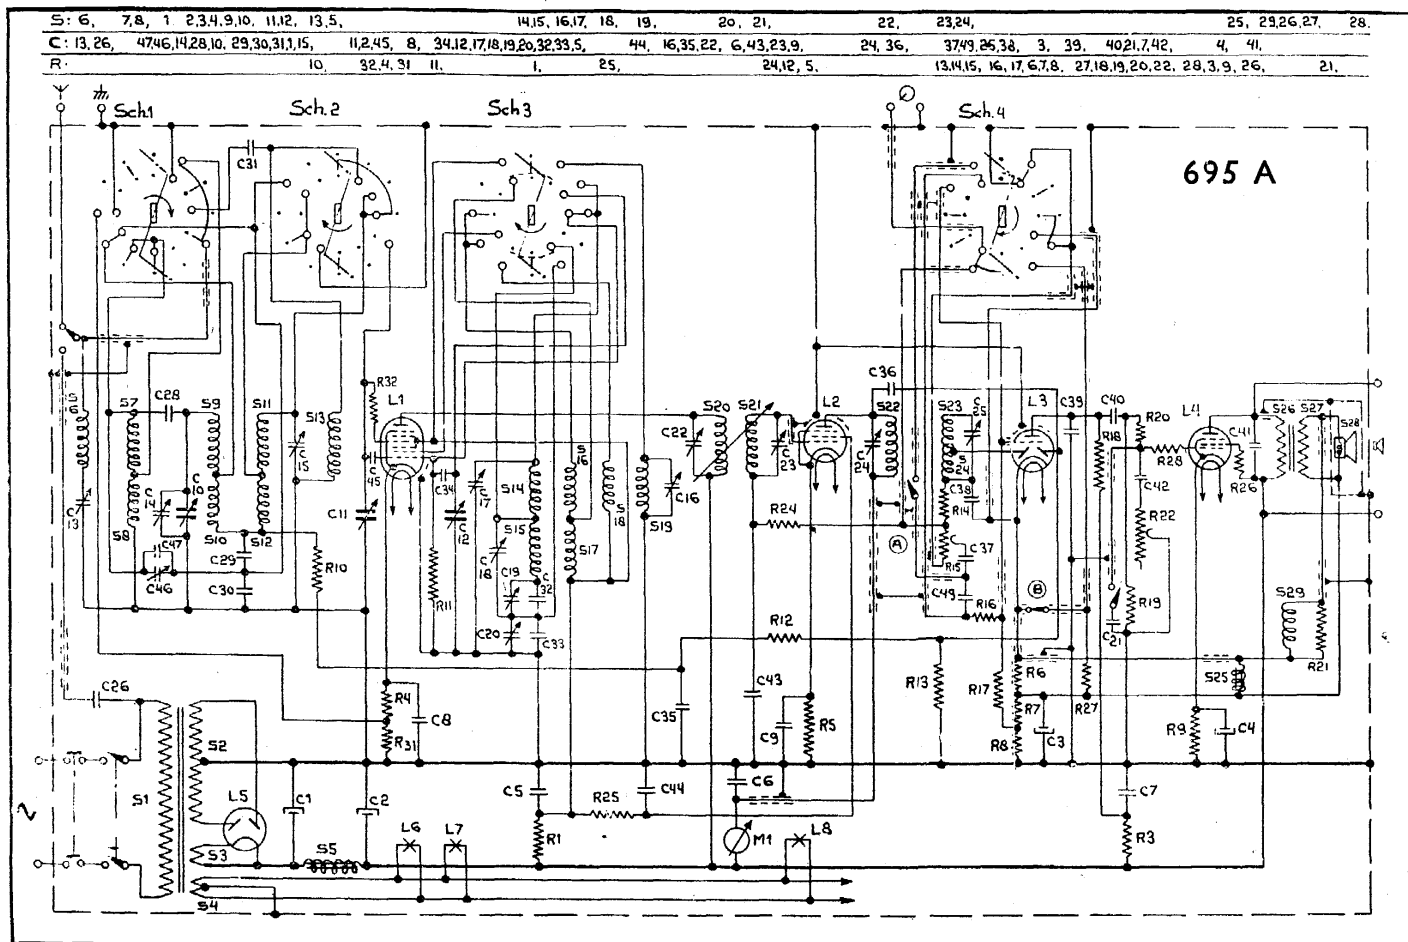 S: 6, 7,8, 1 2,3,4,9,10, 11,12, 13,5, 14,15, 16,17, 18, 19, 20, 21, 22, 23,24, 25, 29,26,27, 28.
C: 13,26, 47,46,14,28,10, 29,30,31,1,15, 11,2,45, 8, 34,12,17,18,19,20,32,33,5, 44, 16,35,22, 6,43,23,9, 24,36, 37,49,25,38, 3, 39, 40,21,7,42, 4, 41,
R: 10, 32,4,31 11, 1, 25, 24,12,5, 13,14,15, 16,17,6,7,8, 27,18,19,20,22, 28,3,9,26, 21,
Sch.1 Sch.2 Sch.3 Sch.4
C31
695 A
C36
R32 L1 L2 L3 C39 C40 L4
S6 S7 C28 S9 S11 S13 S20 S21 S22 S23 C25 R18 R20 S26 S27 S28
C22 C23 C24 S24 C41
C45 C34 C17 S14 S16 S18 C16 C38 R28 R26
C13 C14 C10 C15 C11 C12 S15 S19 R14 C42
S8 S10 S12 R24 R22
C47 C29 C18 S17 A C37
C46 C30 R10 R11 C19 C32 R15
C49 B R19 S29
C20 C33 R12 R16 C21
R21
C26 R4 C8 C35 C43 R13 R17 R6 S25
R7 R27
S2 R31 C9 R5 R8 C3 R9 C4
S1 L5 C1 C2 C5 R25 C44 C6 C7
L6 L7 R1 M1 L8 R3
S3 S5
S4